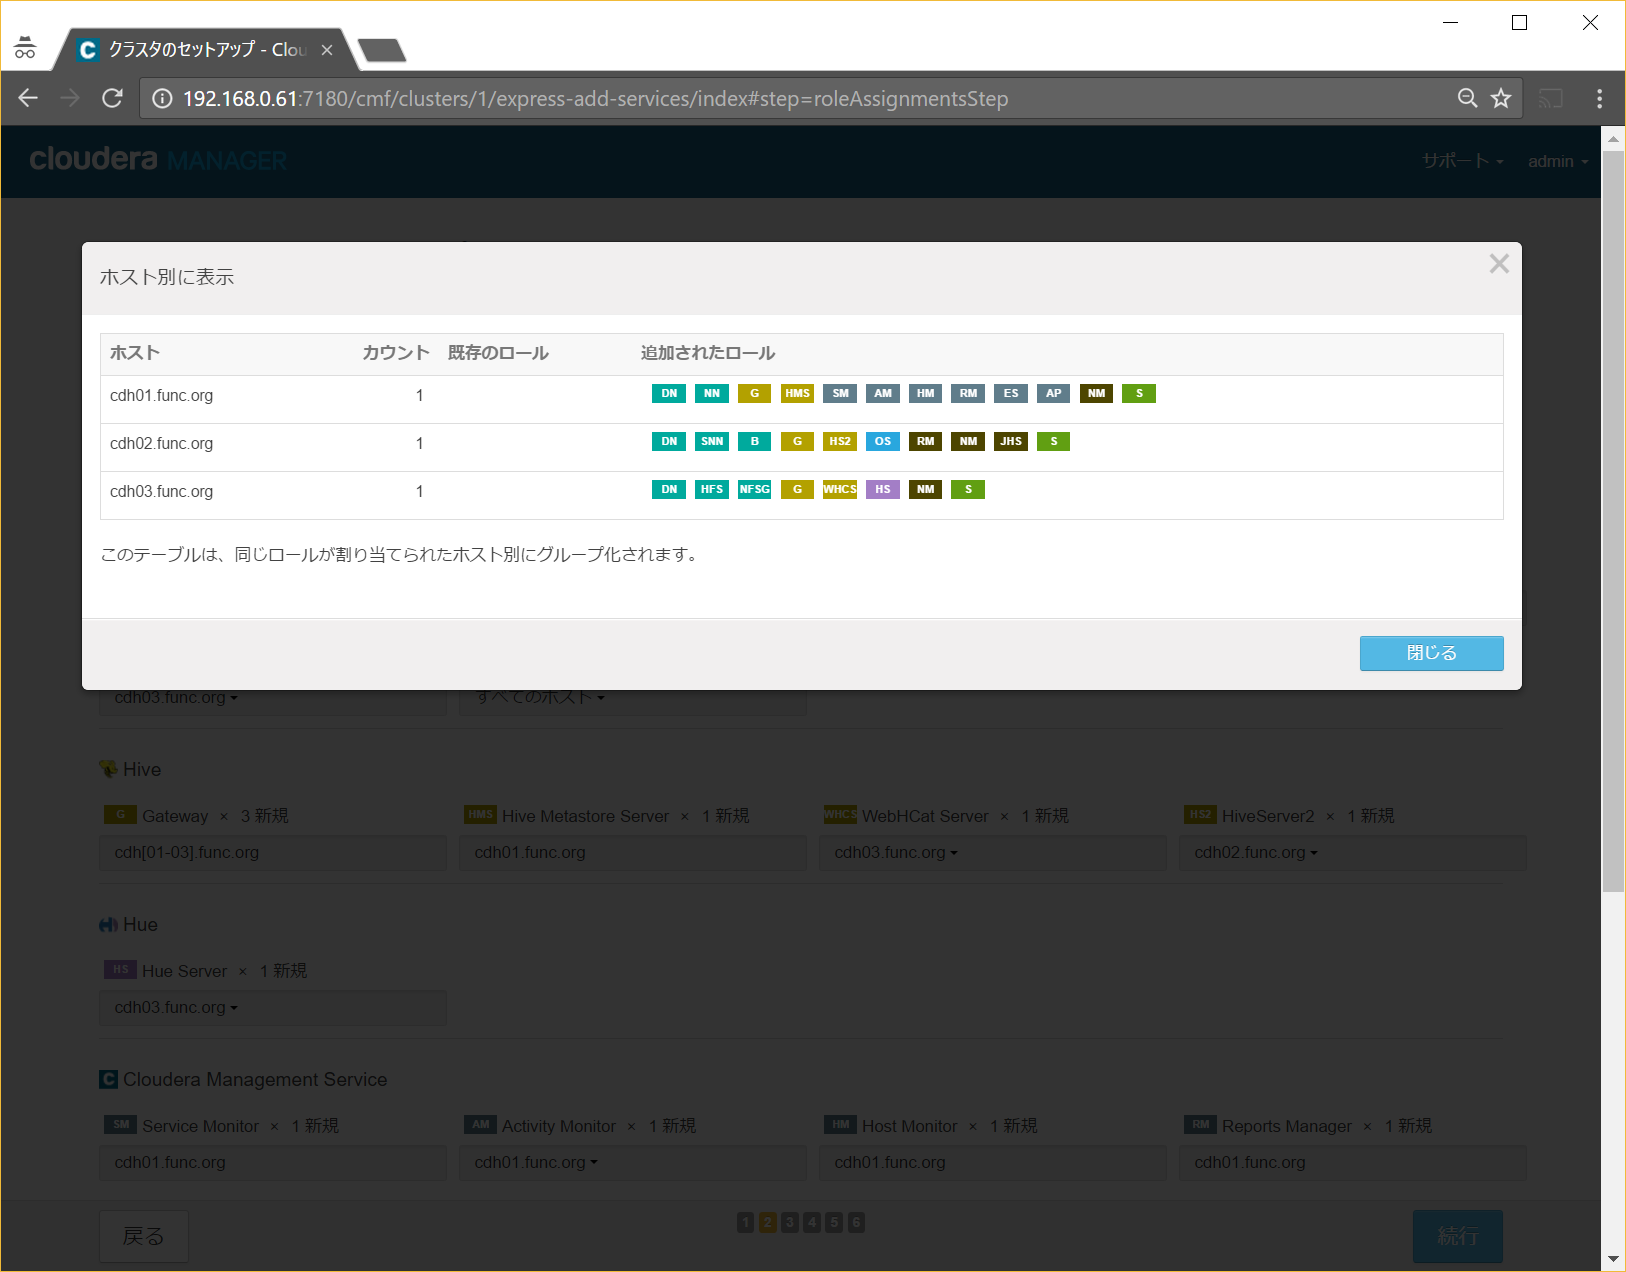 クラスタのセットアップ - Clou
192.168.0.61:7180/cmf/clusters/1/express-add-services/index#step=roleAssignmentsStep
cloudera MANAGER サポート admin
ホスト別に表示
ホスト カウント 既存のロール 追加されたロール
cdh01.func.org 1 DN NN G HMS SM AM HM RM ES AP NM S
cdh02.func.org 1 DN SNN B G HS2 OS RM NM JHS S
cdh03.func.org 1 DN HFS NFSG G WHCS HS NM S
このテーブルは、同じロールが割り当てられたホスト別にグループ化されます。
閉じる
cdh03.func.org すべてのホスト
Hive
G Gateway × 3 新規 HMS Hive Metastore Server × 1 新規 WHCS WebHCat Server × 1 新規 HS2 HiveServer2 × 1 新規
cdh[01-03].func.org cdh01.func.org cdh03.func.org cdh02.func.org
Hue
HS Hue Server × 1 新規
cdh03.func.org
C Cloudera Management Service
SM Service Monitor × 1 新規 AM Activity Monitor × 1 新規 HM Host Monitor × 1 新規 RM Reports Manager × 1 新規
cdh01.func.org cdh01.func.org cdh01.func.org cdh01.func.org
戻る 1 2 3 4 5 6 続行